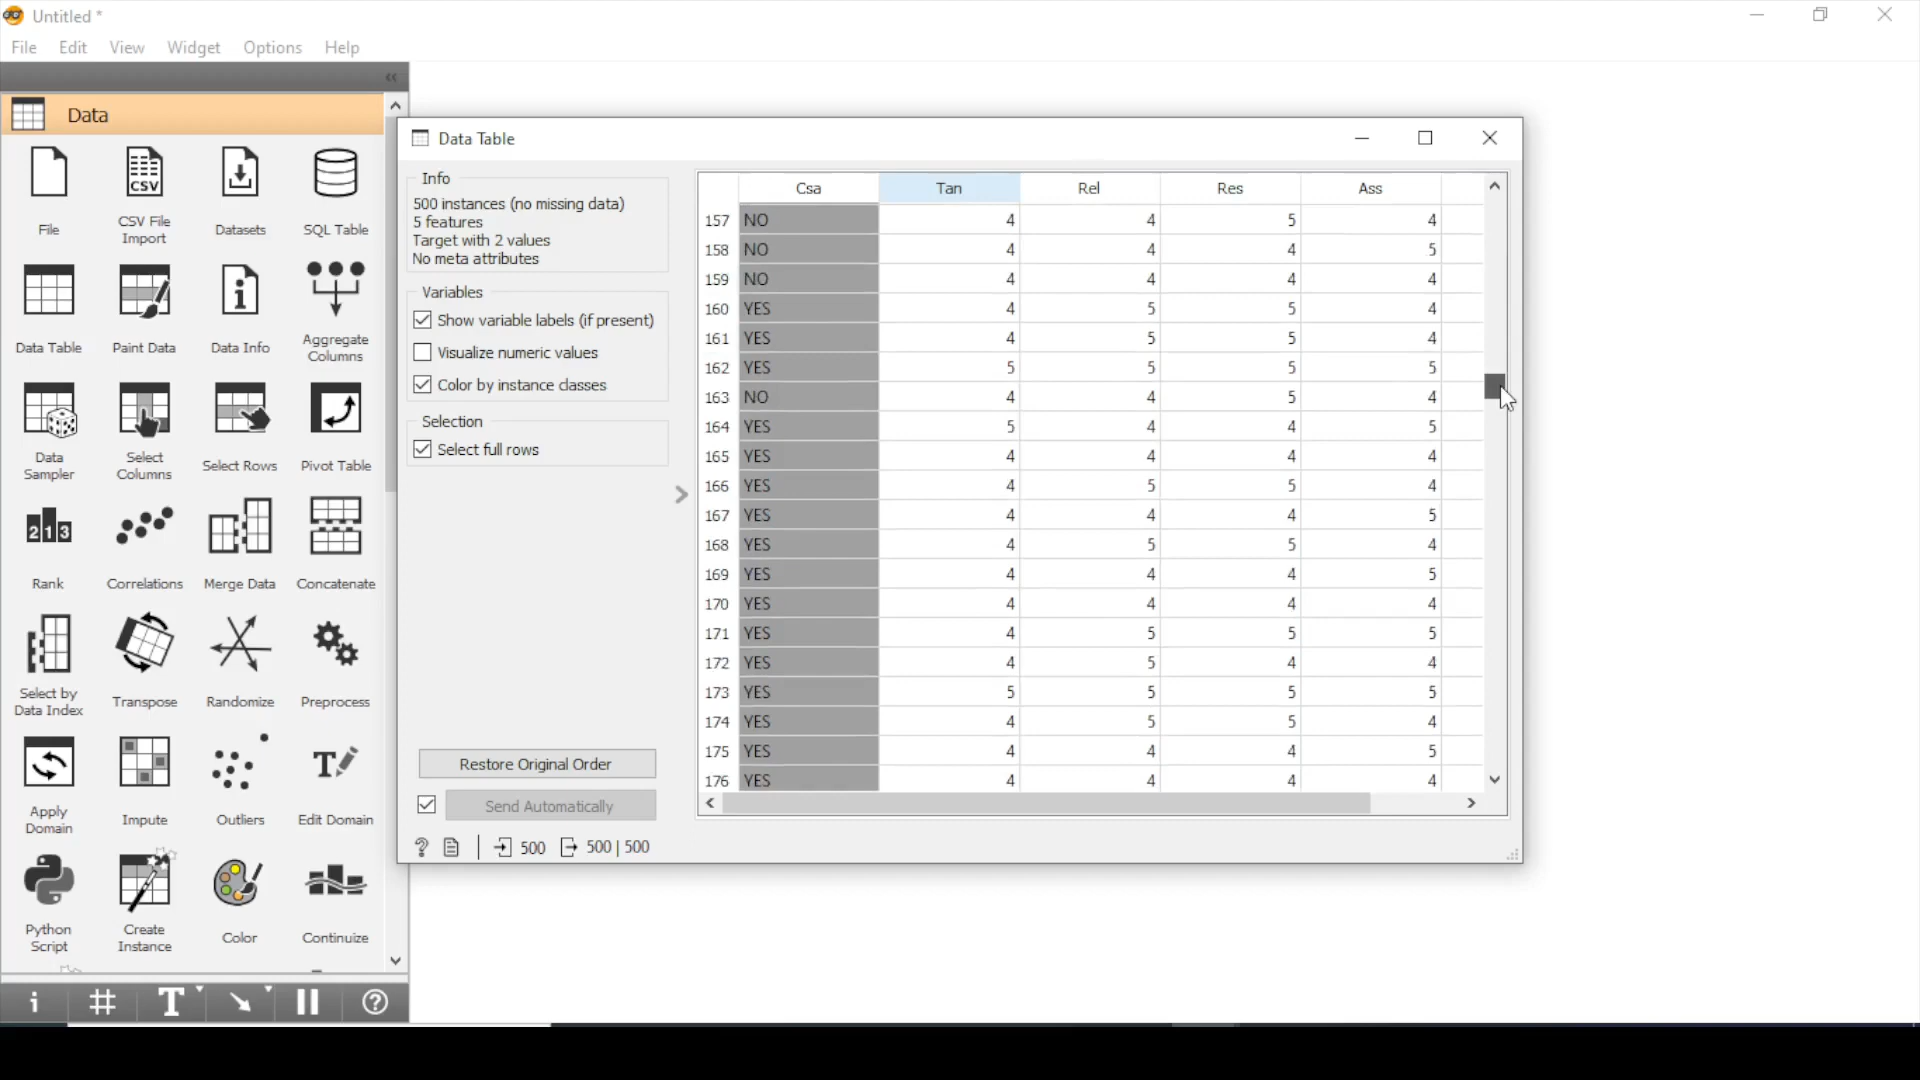 Untitled *
File Edit View Widget Options Help
«
Data
File
CSV
CSV File
Import
Datasets
SQL Table
Data Table
Paint Data
Data Info
Aggregate
Columns
Data
Sampler
Select
Columns
Select Rows
Pivot Table
213
Rank
Correlations
Merge Data
Concatenate
Select by
Data Index
Transpose
Randomize
Preprocess
Apply
Domain
Impute
Outliers
Edit Domain
Python
Script
Create
Instance
Color
Continuize
i # T ?
Data Table
Info
500 instances (no missing data)
5 features
Target with 2 values
No meta attributes
Variables
Show variable labels (if present)
Visualize numeric values
Color by instance classes
Selection
Select full rows
Restore Original Order
Send Automatically
? 500 500 | 500
Csa Tan Rel Res Ass
157 NO 4 4 5 4
158 NO 4 4 4 5
159 NO 4 4 4 4
160 YES 4 5 5 4
161 YES 4 5 5 4
162 YES 5 5 5 5
163 NO 4 4 5 4
164 YES 5 4 4 5
165 YES 4 4 4 4
166 YES 4 5 5 4
167 YES 4 4 4 5
168 YES 4 5 5 4
169 YES 4 4 4 5
170 YES 4 4 4 4
171 YES 4 5 5 5
172 YES 4 5 4 4
173 YES 5 5 5 5
174 YES 4 5 5 4
175 YES 4 4 4 5
176 YES 4 4 4 4